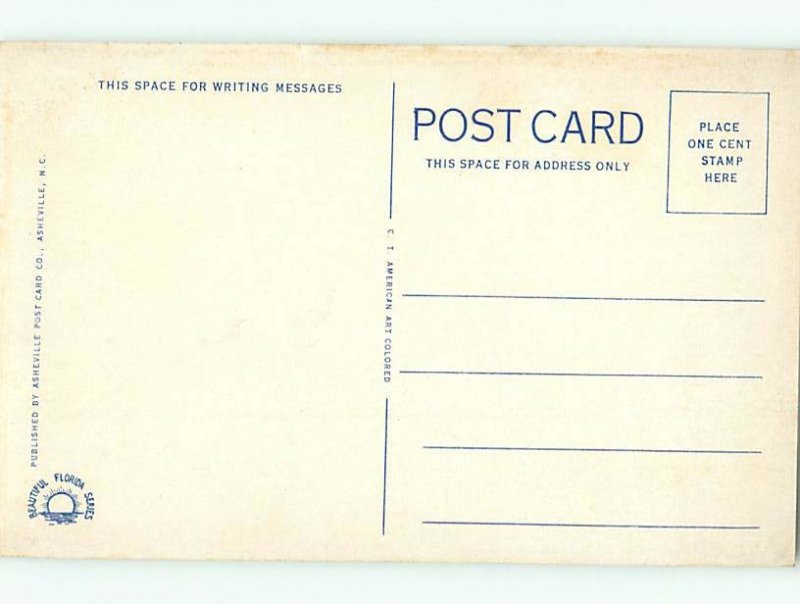 THIS SPACE FOR WRITING MESSAGES
POST CARD
THIS SPACE FOR ADDRESS ONLY
PLACE
ONE CENT
STAMP
HERE
PUBLISHED BY ASHEVILLE POST CARD CO., ASHEVILLE, N.C.
C. T. AMERICAN ART COLORED
BEAUTIFUL FLORIDA SERIES